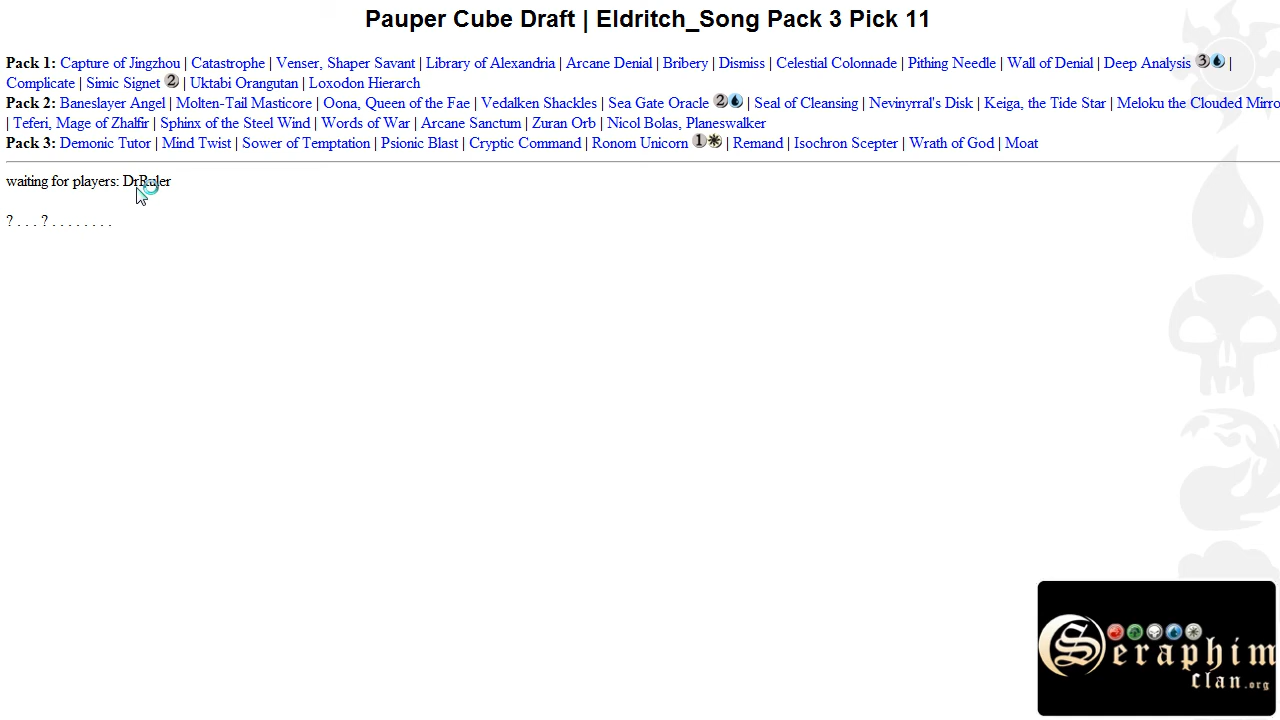 Pauper Cube Draft | Eldritch_Song Pack 3 Pick 11
Pack 1: Capture of Jingzhou | Catastrophe | Venser, Shaper Savant | Library of Alexandria | Arcane Denial | Bribery | Dismiss | Celestial Colonnade | Pithing Needle | Wall of Denial | Deep Analysis 3 |
Complicate | Simic Signet 2 | Uktabi Orangutan | Loxodon Hierarch
Pack 2: Baneslayer Angel | Molten-Tail Masticore | Oona, Queen of the Fae | Vedalken Shackles | Sea Gate Oracle 2 | Seal of Cleansing | Nevinyrral's Disk | Keiga, the Tide Star | Meloku the Clouded Mirro
| Teferi, Mage of Zhalfir | Sphinx of the Steel Wind | Words of War | Arcane Sanctum | Zuran Orb | Nicol Bolas, Planeswalker
Pack 3: Demonic Tutor | Mind Twist | Sower of Temptation | Psionic Blast | Cryptic Command | Ronom Unicorn 1 | Remand | Isochron Scepter | Wrath of God | Moat
waiting for players:
? . . . ? . . . . . . . .
Seraphim
clan.org